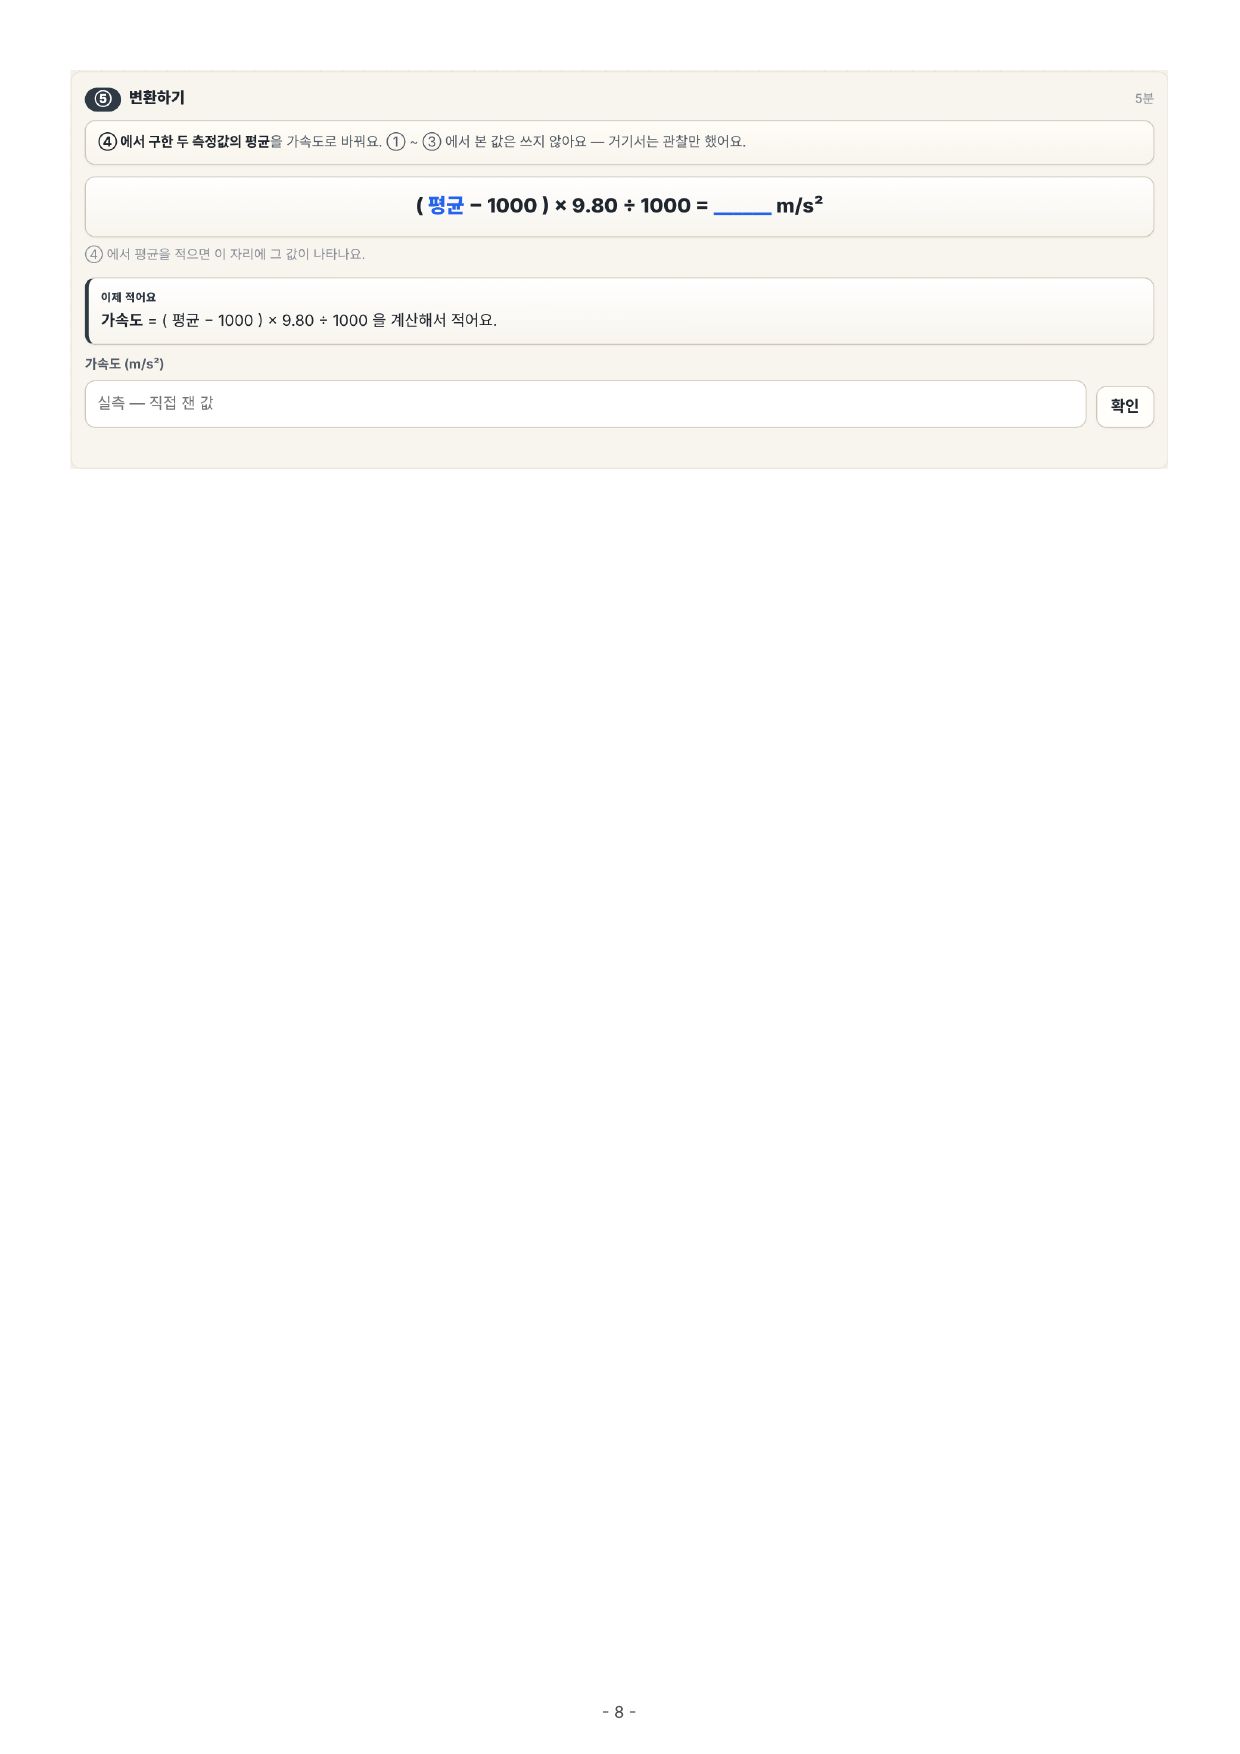 ⑤ 변환하기 5분
④ 에서 구한 두 측정값의 평균을 가속도로 바꿔요. ① ~ ③ 에서 본 값은 쓰지 않아요 — 거기서는 관찰만 했어요.
( 평균 − 1000 ) × 9.80 ÷ 1000 = ______ m/s²
④ 에서 평균을 적으면 이 자리에 그 값이 나타나요.
이제 적어요
가속도 = ( 평균 − 1000 ) × 9.80 ÷ 1000 을 계산해서 적어요.
가속도 (m/s²)
실측 — 직접 잰 값
확인
- 8 -